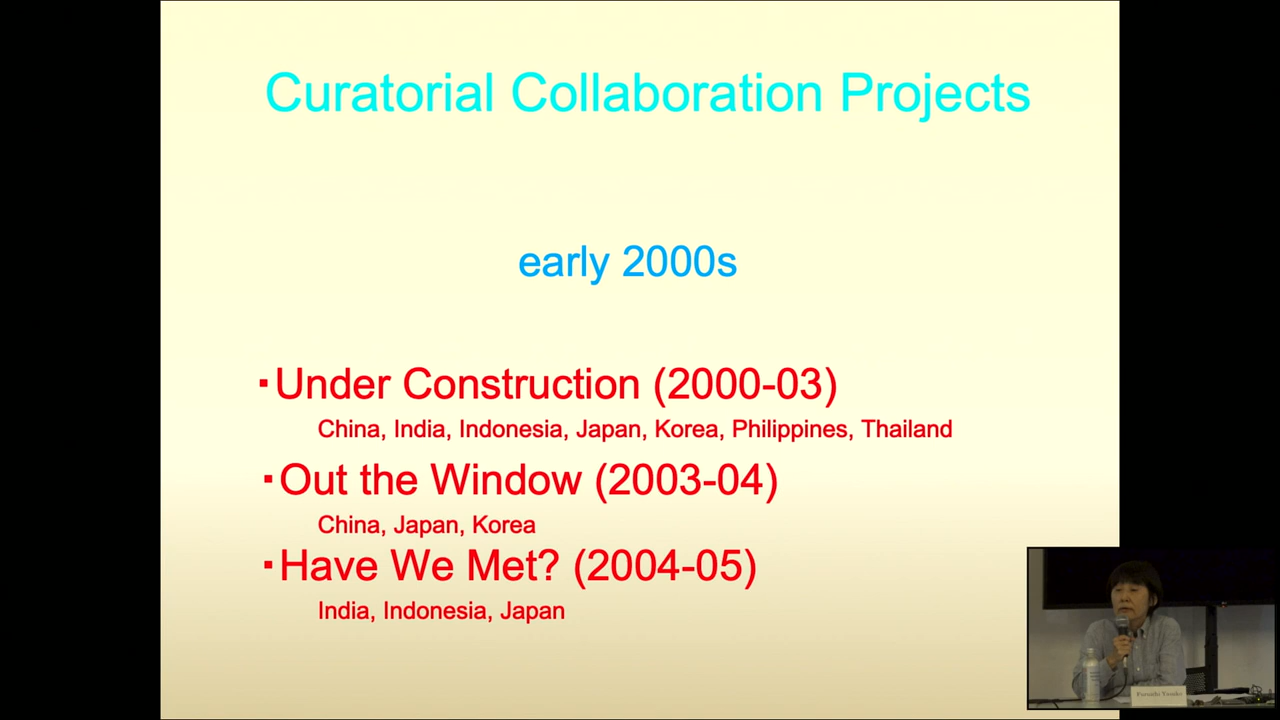 Curatorial Collaboration Projects
early 2000s
▪Under Construction (2000-03)
China, India, Indonesia, Japan, Korea, Philippines, Thailand
▪Out the Window (2003-04)
China, Japan, Korea
▪Have We Met? (2004-05)
India, Indonesia, Japan